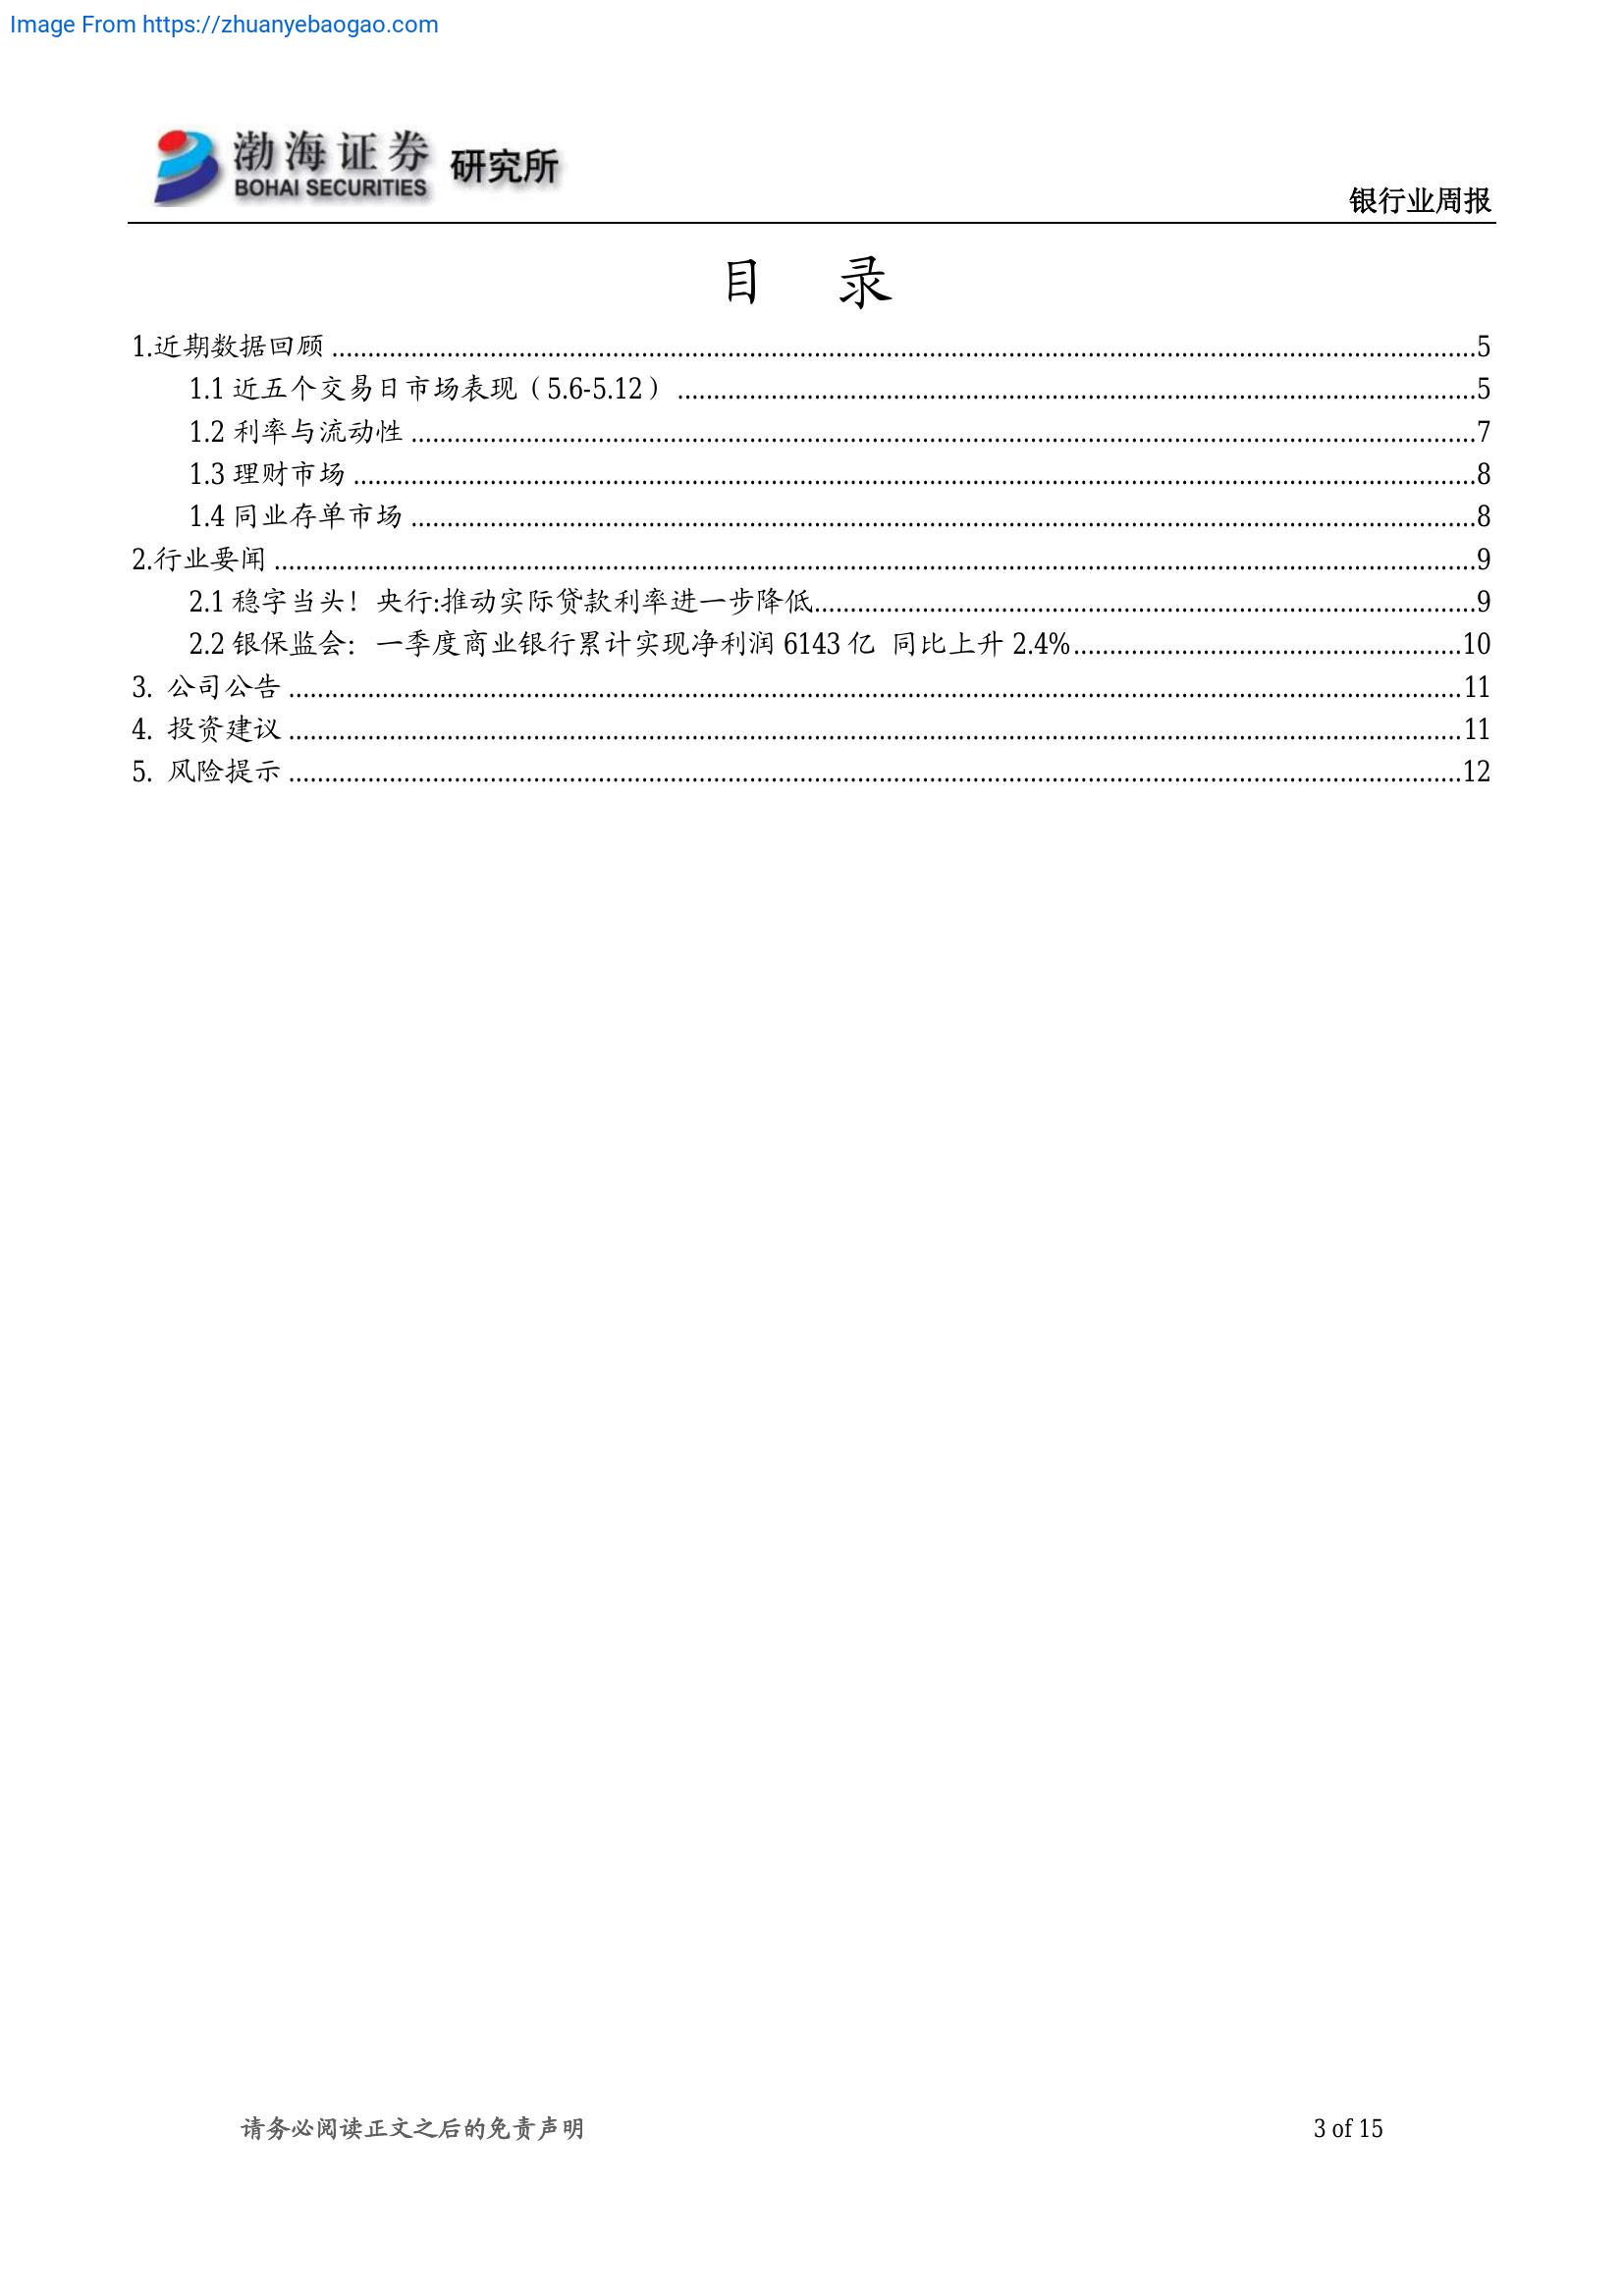 Image From https://zhuanyebaogao.com
渤海证券 研究所
BOHAI SECURITIES
银行业周报
目 录
1.近期数据回顾 ........................................ 5
1.1 近五个交易日市场表现（5.6-5.12） ........................................ 5
1.2 利率与流动性 ........................................ 7
1.3 理财市场 ........................................ 8
1.4 同业存单市场 ........................................ 8
2.行业要闻 ........................................ 9
2.1 稳字当头！央行:推动实际贷款利率进一步降低 ........................................ 9
2.2 银保监会：一季度商业银行累计实现净利润 6143 亿 同比上升 2.4% ........................................ 10
3. 公司公告 ........................................ 11
4. 投资建议 ........................................ 11
5. 风险提示 ........................................ 12
请务必阅读正文之后的免责声明 3 of 15